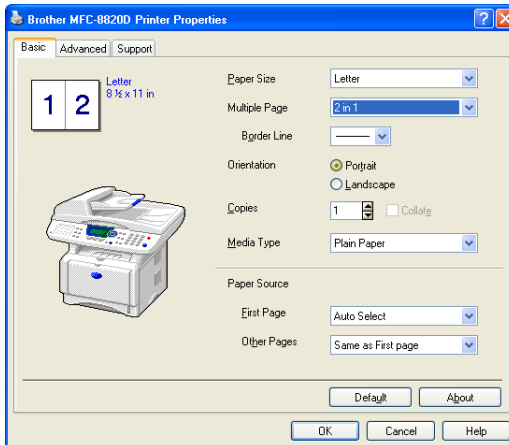 Brother MFC-8820D Printer Properties
Basic Advanced Support
Letter
8 ½ x 11 in
1 2
Paper Size Letter
Multiple Page 2 in 1
Border Line
Orientation Portrait
Landscape
Copies 1 Collate
Media Type Plain Paper
Paper Source
First Page Auto Select
Other Pages Same as First page
Default About
OK Cancel Help